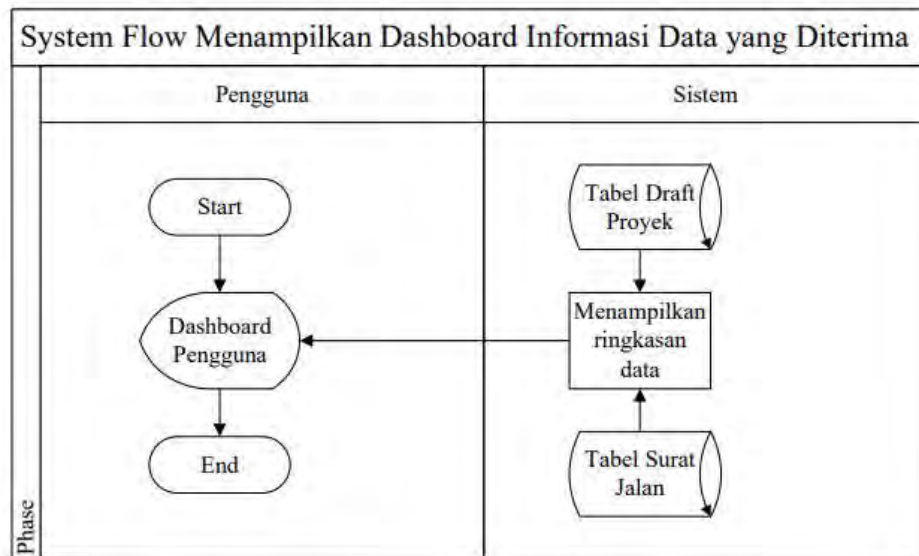 System Flow Menampilkan Dashboard Informasi Data yang Diterima
Pengguna
Sistem
Start
Tabel Draft
Proyek
Dashboard
Pengguna
Menampilkan
ringkasan
data
End
Tabel Surat
Jalan
Phase